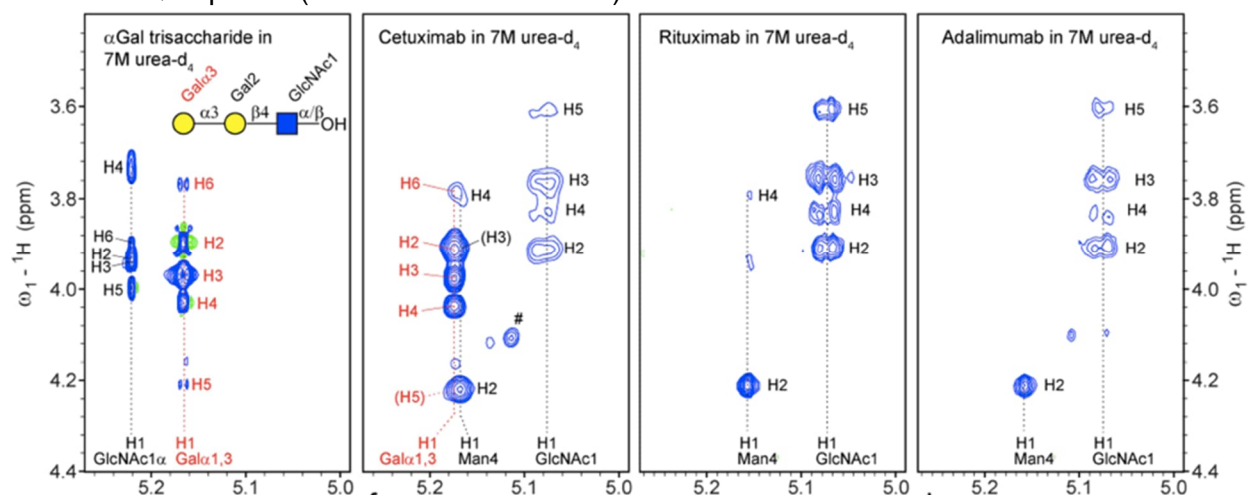 αGal trisaccharide in
7M urea-d4
Galα3
Gal2
GlcNAc1
α3
β4
α/β
OH
H4
H6
H6
H2
H2
H3
H3
H5
H4
H5
H1
H1
GlcNAc1α
Galα1,3
Cetuximab in 7M urea-d4
H5
H6
H4
H3
H4
H2
(H3)
H2
H3
H4
#
(H5)
H2
H1
H1
H1
Galα1,3
Man4
GlcNAc1
Rituximab in 7M urea-d4
H5
H3
H4
H4
H2
H2
H1
H1
Man4
GlcNAc1
Adalimumab in 7M urea-d4
H5
H3
H4
H2
H2
H1
H1
Man4
GlcNAc1
3.6
3.8
4.0
4.2
4.4
ω1 - 1H (ppm)
3.6
3.8
4.0
4.2
4.4
ω1 - 1H (ppm)
5.2 5.1 5.0
5.2 5.1 5.0
5.2 5.1 5.0
5.2 5.1 5.0